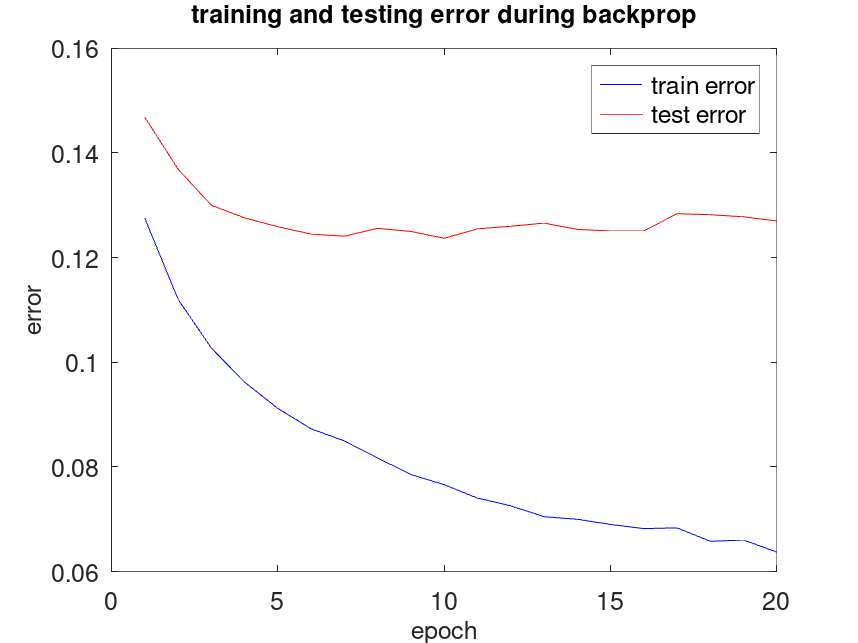 training and testing error during backprop
0.16
train error
test error
0.14
0.12
error
0.1
0.08
0.06
0
5
10
15
20
epoch